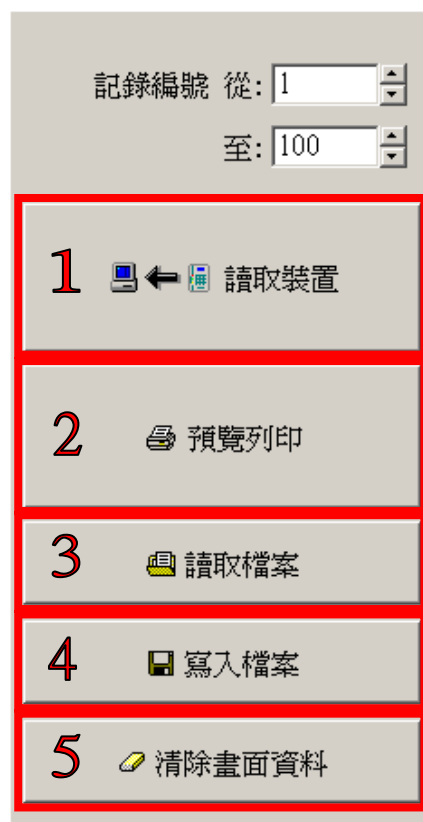 記錄編號 從: 1
至: 100
1 讀取裝置
2 預覽列印
3 讀取檔案
4 寫入檔案
5 清除畫面資料